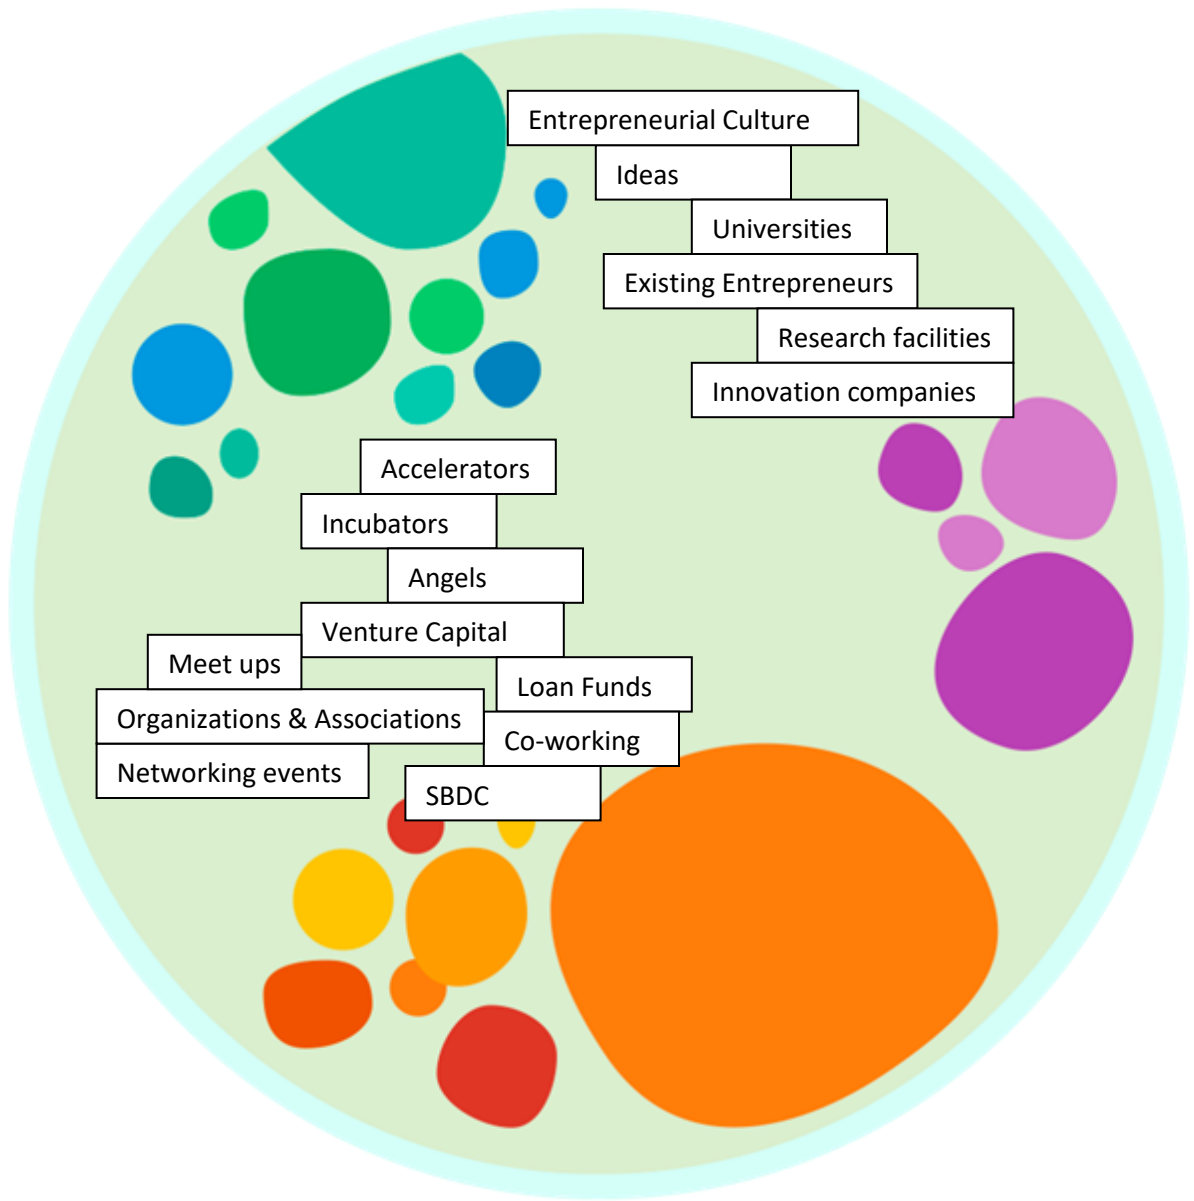 Entrepreneurial Culture
Ideas
Universities
Existing Entrepreneurs
Research facilities
Innovation companies
Accelerators
Incubators
Angels
Venture Capital
Meet ups
Loan Funds
Organizations & Associations
Co-working
Networking events
SBDC